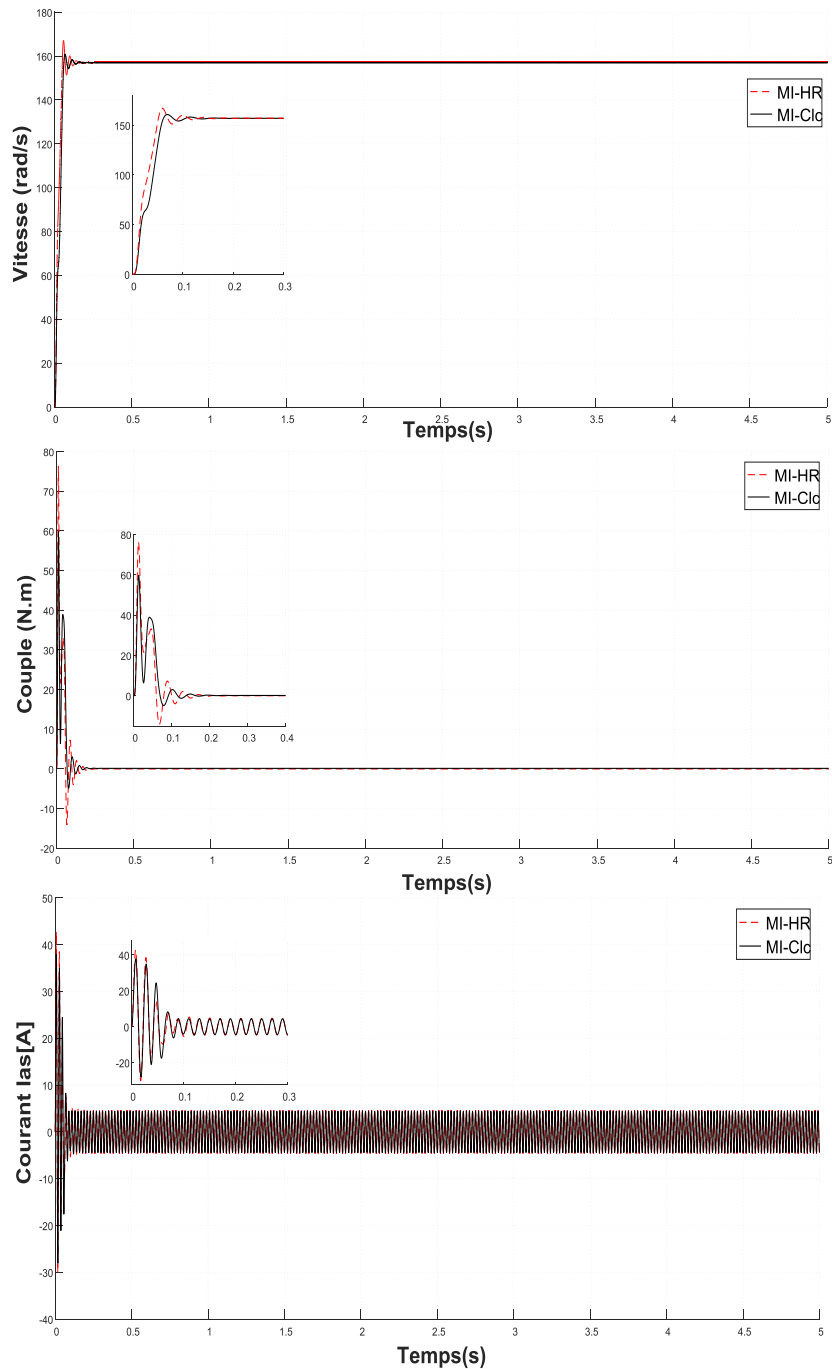 180
160
140
120
100
80
60
40
20
0
Vitesse (rad/s)
MI-HR
MI-Clc
150
100
50
0
0 0.1 0.2 0.3
0 0.5 1 1.5 2 2.5 3 3.5 4 4.5 5
Temps(s)
80
70
60
50
40
30
20
10
0
-10
-20
Couple (N.m)
MI-HR
MI-Clc
80
60
40
20
0
0 0.1 0.2 0.3 0.4
0 0.5 1 1.5 2 2.5 3 3.5 4 4.5 5
Temps(s)
50
40
30
20
10
0
-10
-20
-30
-40
Courant Ias[A]
MI-HR
MI-Clc
40
20
0
-20
0 0.1 0.2 0.3
0 0.5 1 1.5 2 2.5 3 3.5 4 4.5 5
Temps(s)